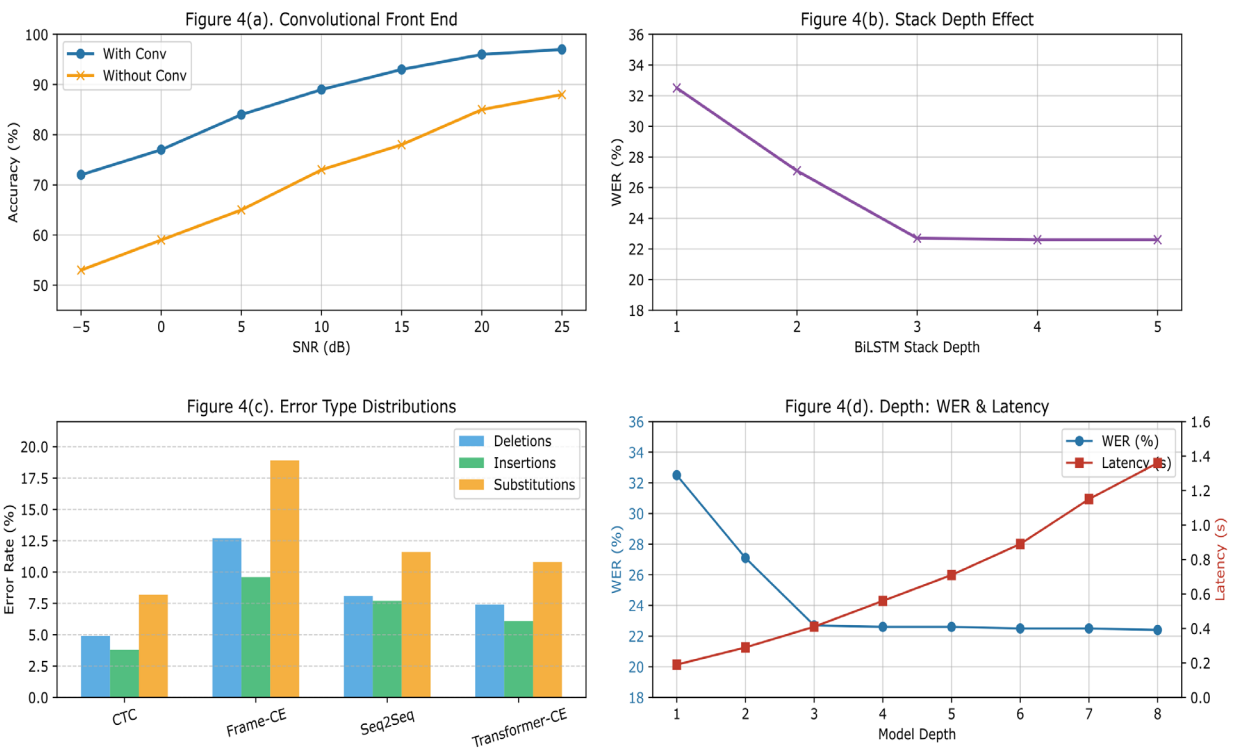 Figure 4(a). Convolutional Front End
With Conv
Without Conv
Accuracy (%)
100
90
80
70
60
50
−5 0 5 10 15 20 25
SNR (dB)
Figure 4(b). Stack Depth Effect
WER (%)
36
34
32
30
28
26
24
22
20
18
1 2 3 4 5
BiLSTM Stack Depth
Figure 4(c). Error Type Distributions
Deletions
Insertions
Substitutions
Error Rate (%)
20.0
17.5
15.0
12.5
10.0
7.5
5.0
2.5
0.0
CTC Frame-CE Seq2Seq Transformer-CE
Figure 4(d). Depth: WER & Latency
WER (%)
Latency (s)
WER (%)
36
34
32
30
28
26
24
22
20
18
1 2 3 4 5 6 7 8
Model Depth
1.6
1.4
1.2
1.0
0.8
0.6
0.4
0.2
0.0
Latency (s)